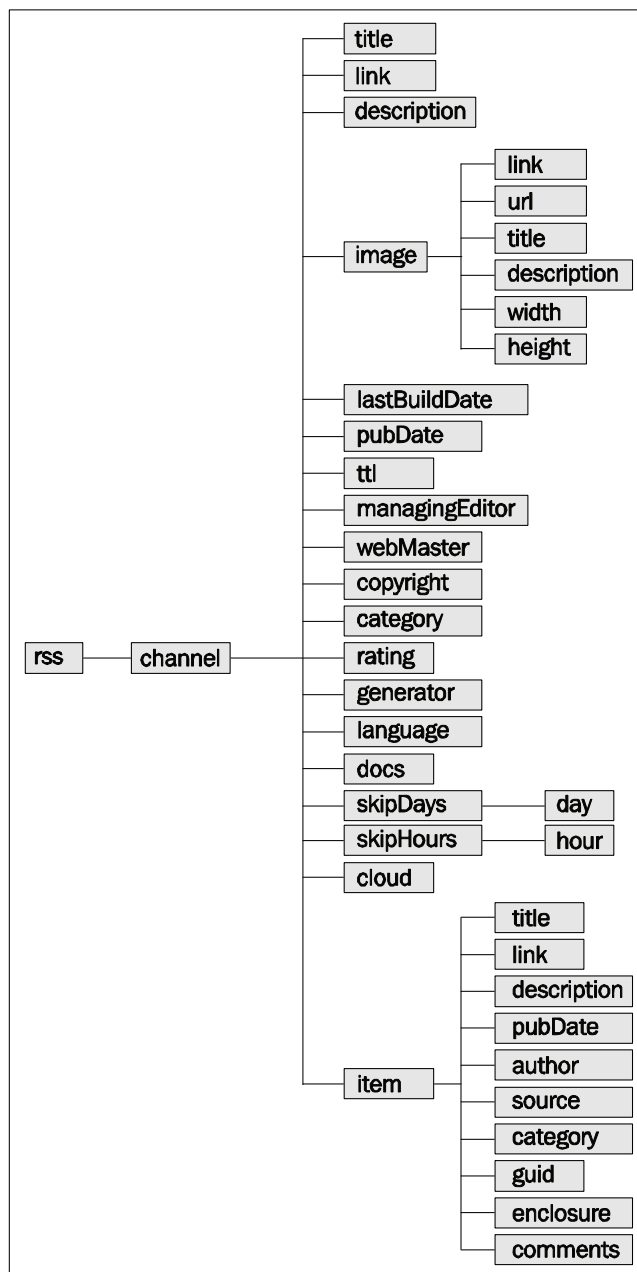 title
link
description
link
url
title
image
description
width
height
lastBuildDate
pubDate
ttl
managingEditor
webMaster
copyright
category
rss
channel
rating
generator
language
docs
skipDays
day
skipHours
hour
cloud
title
link
description
pubDate
author
item
source
category
guid
enclosure
comments